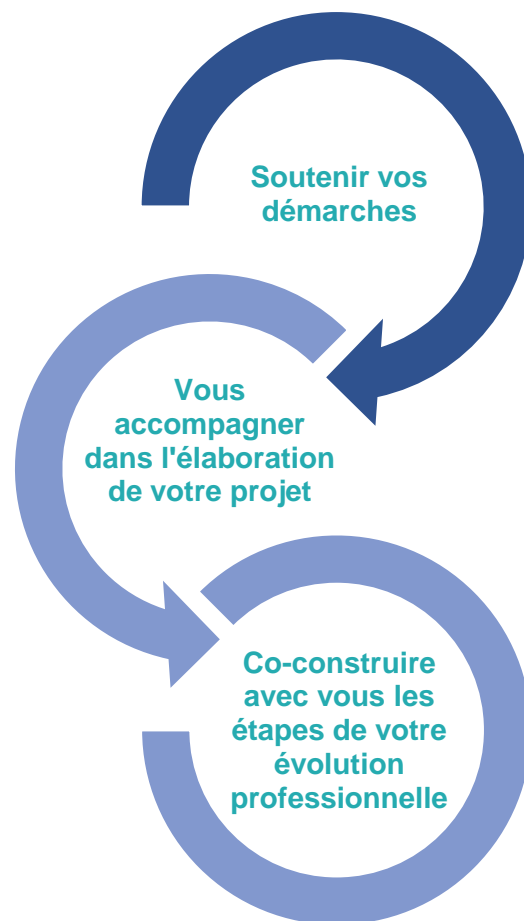 Soutenir vos
démarches
Vous
accompagner
dans l'élaboration
de votre projet
Co-construire
avec vous les
étapes de votre
évolution
professionnelle